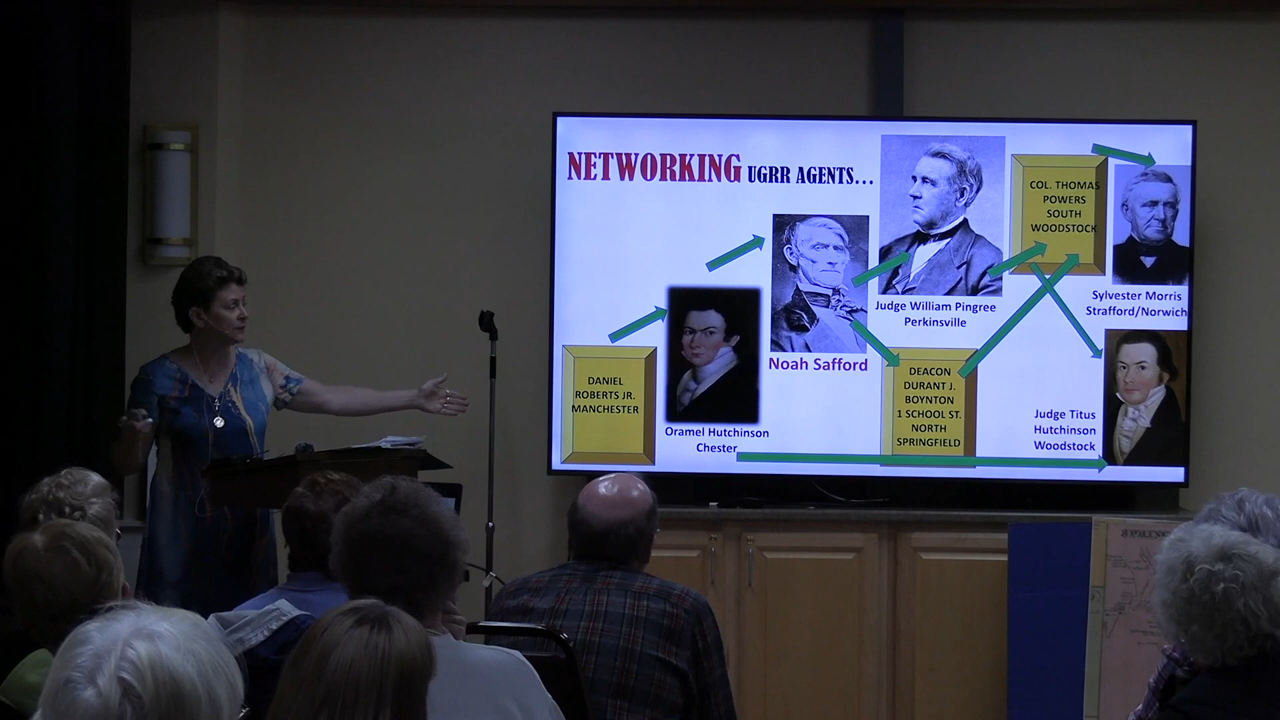 NETWORKING UGRR AGENTS...
DANIEL
ROBERTS JR.
MANCHESTER
Oramel Hutchinson
Chester
Noah Safford
Judge William Pingree
Perkinsville
DEACON
DURANT J.
BOYNTON
1 SCHOOL ST.
NORTH
SPRINGFIELD
COL. THOMAS
POWERS
SOUTH
WOODSTOCK
Sylvester Morris
Strafford/Norwich
Judge Titus
Hutchinson
Woodstock